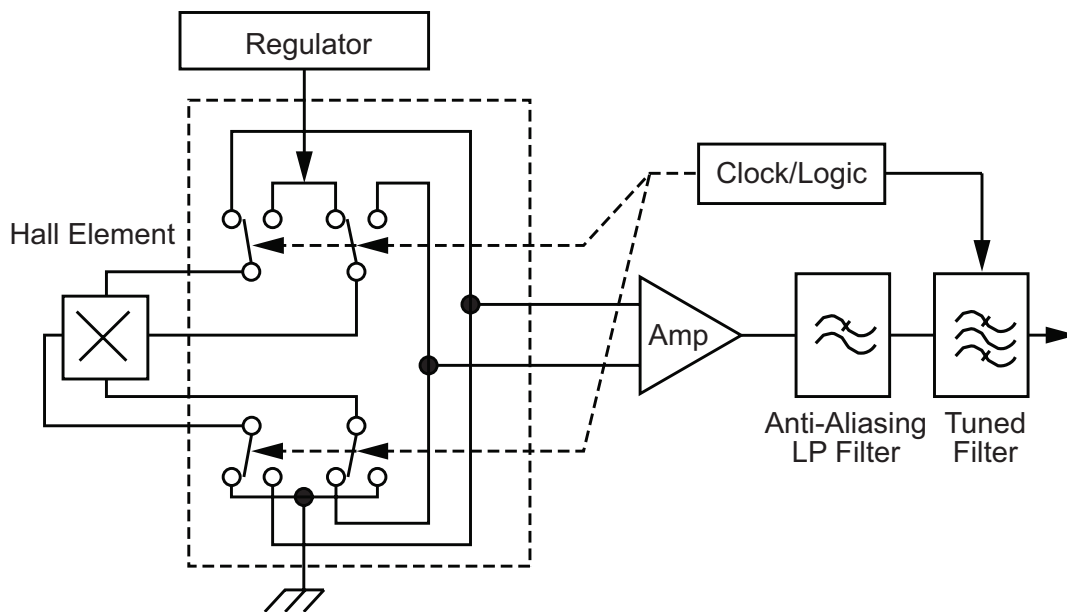 Regulator
Clock/Logic
Hall Element
Amp
Anti-Aliasing
LP Filter
Tuned
Filter